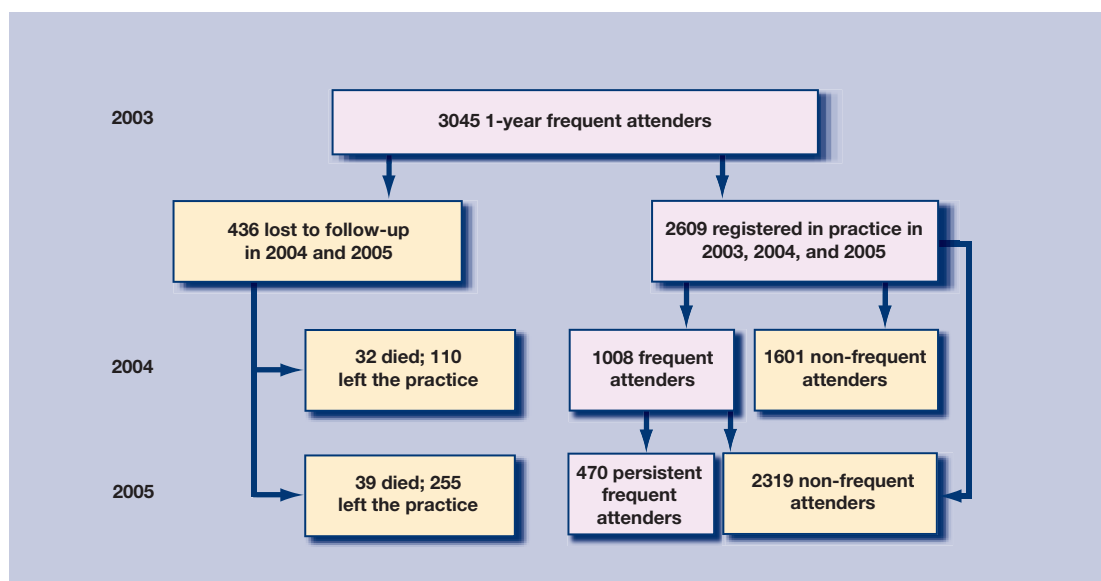 2003
3045 1-year frequent attenders
436 lost to follow-up
in 2004 and 2005
2609 registered in practice in
2003, 2004, and 2005
2004
32 died; 110
left the practice
1008 frequent
attenders
1601 non-frequent
attenders
2005
39 died; 255
left the practice
470 persistent
frequent
attenders
2319 non-frequent
attenders